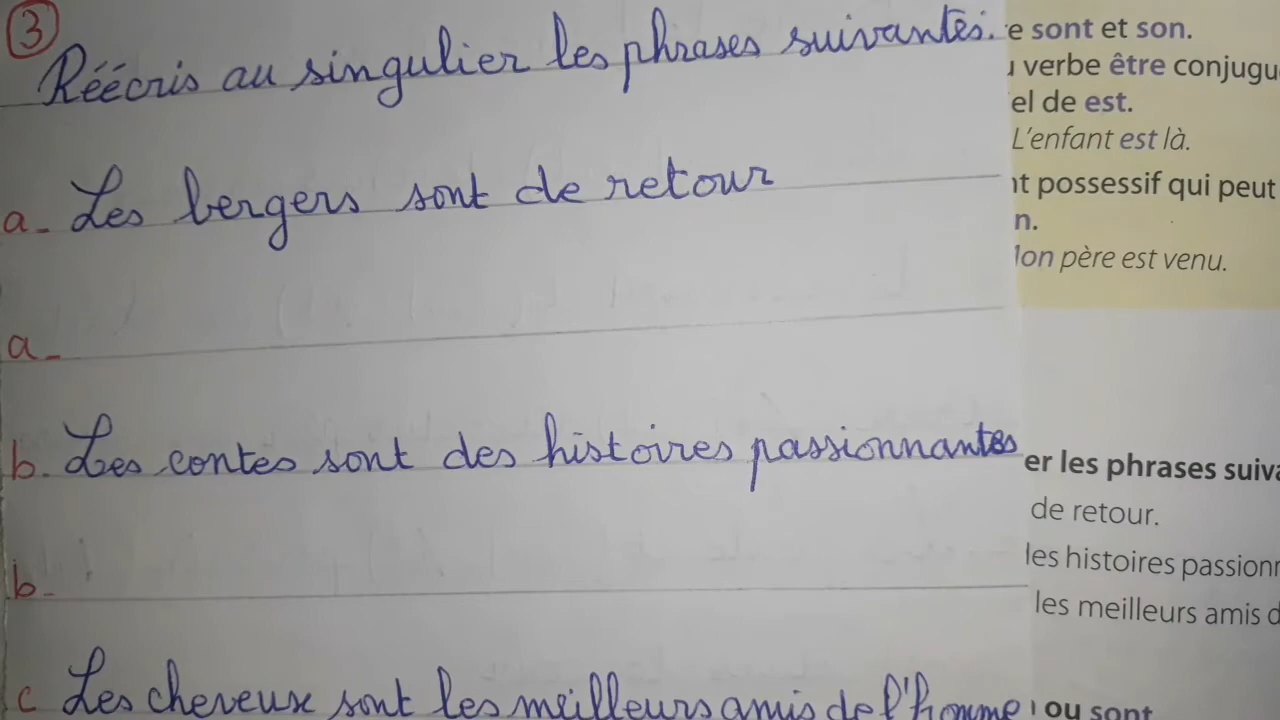 3
Réécris au singulier les phrases suivantes.
e sont et son.
verbe être conjugu
el de est.
L'enfant est là.
t possessif qui peut
n.
on père est venu.
a- Les bergers sont de retour
a-
b. Les contes sont des histoires passionnantes
b-
er les phrases suiva
de retour.
les histoires passion
les meilleurs amis d
c Les cheveux sont les meilleurs amis de l'homme
ou sont